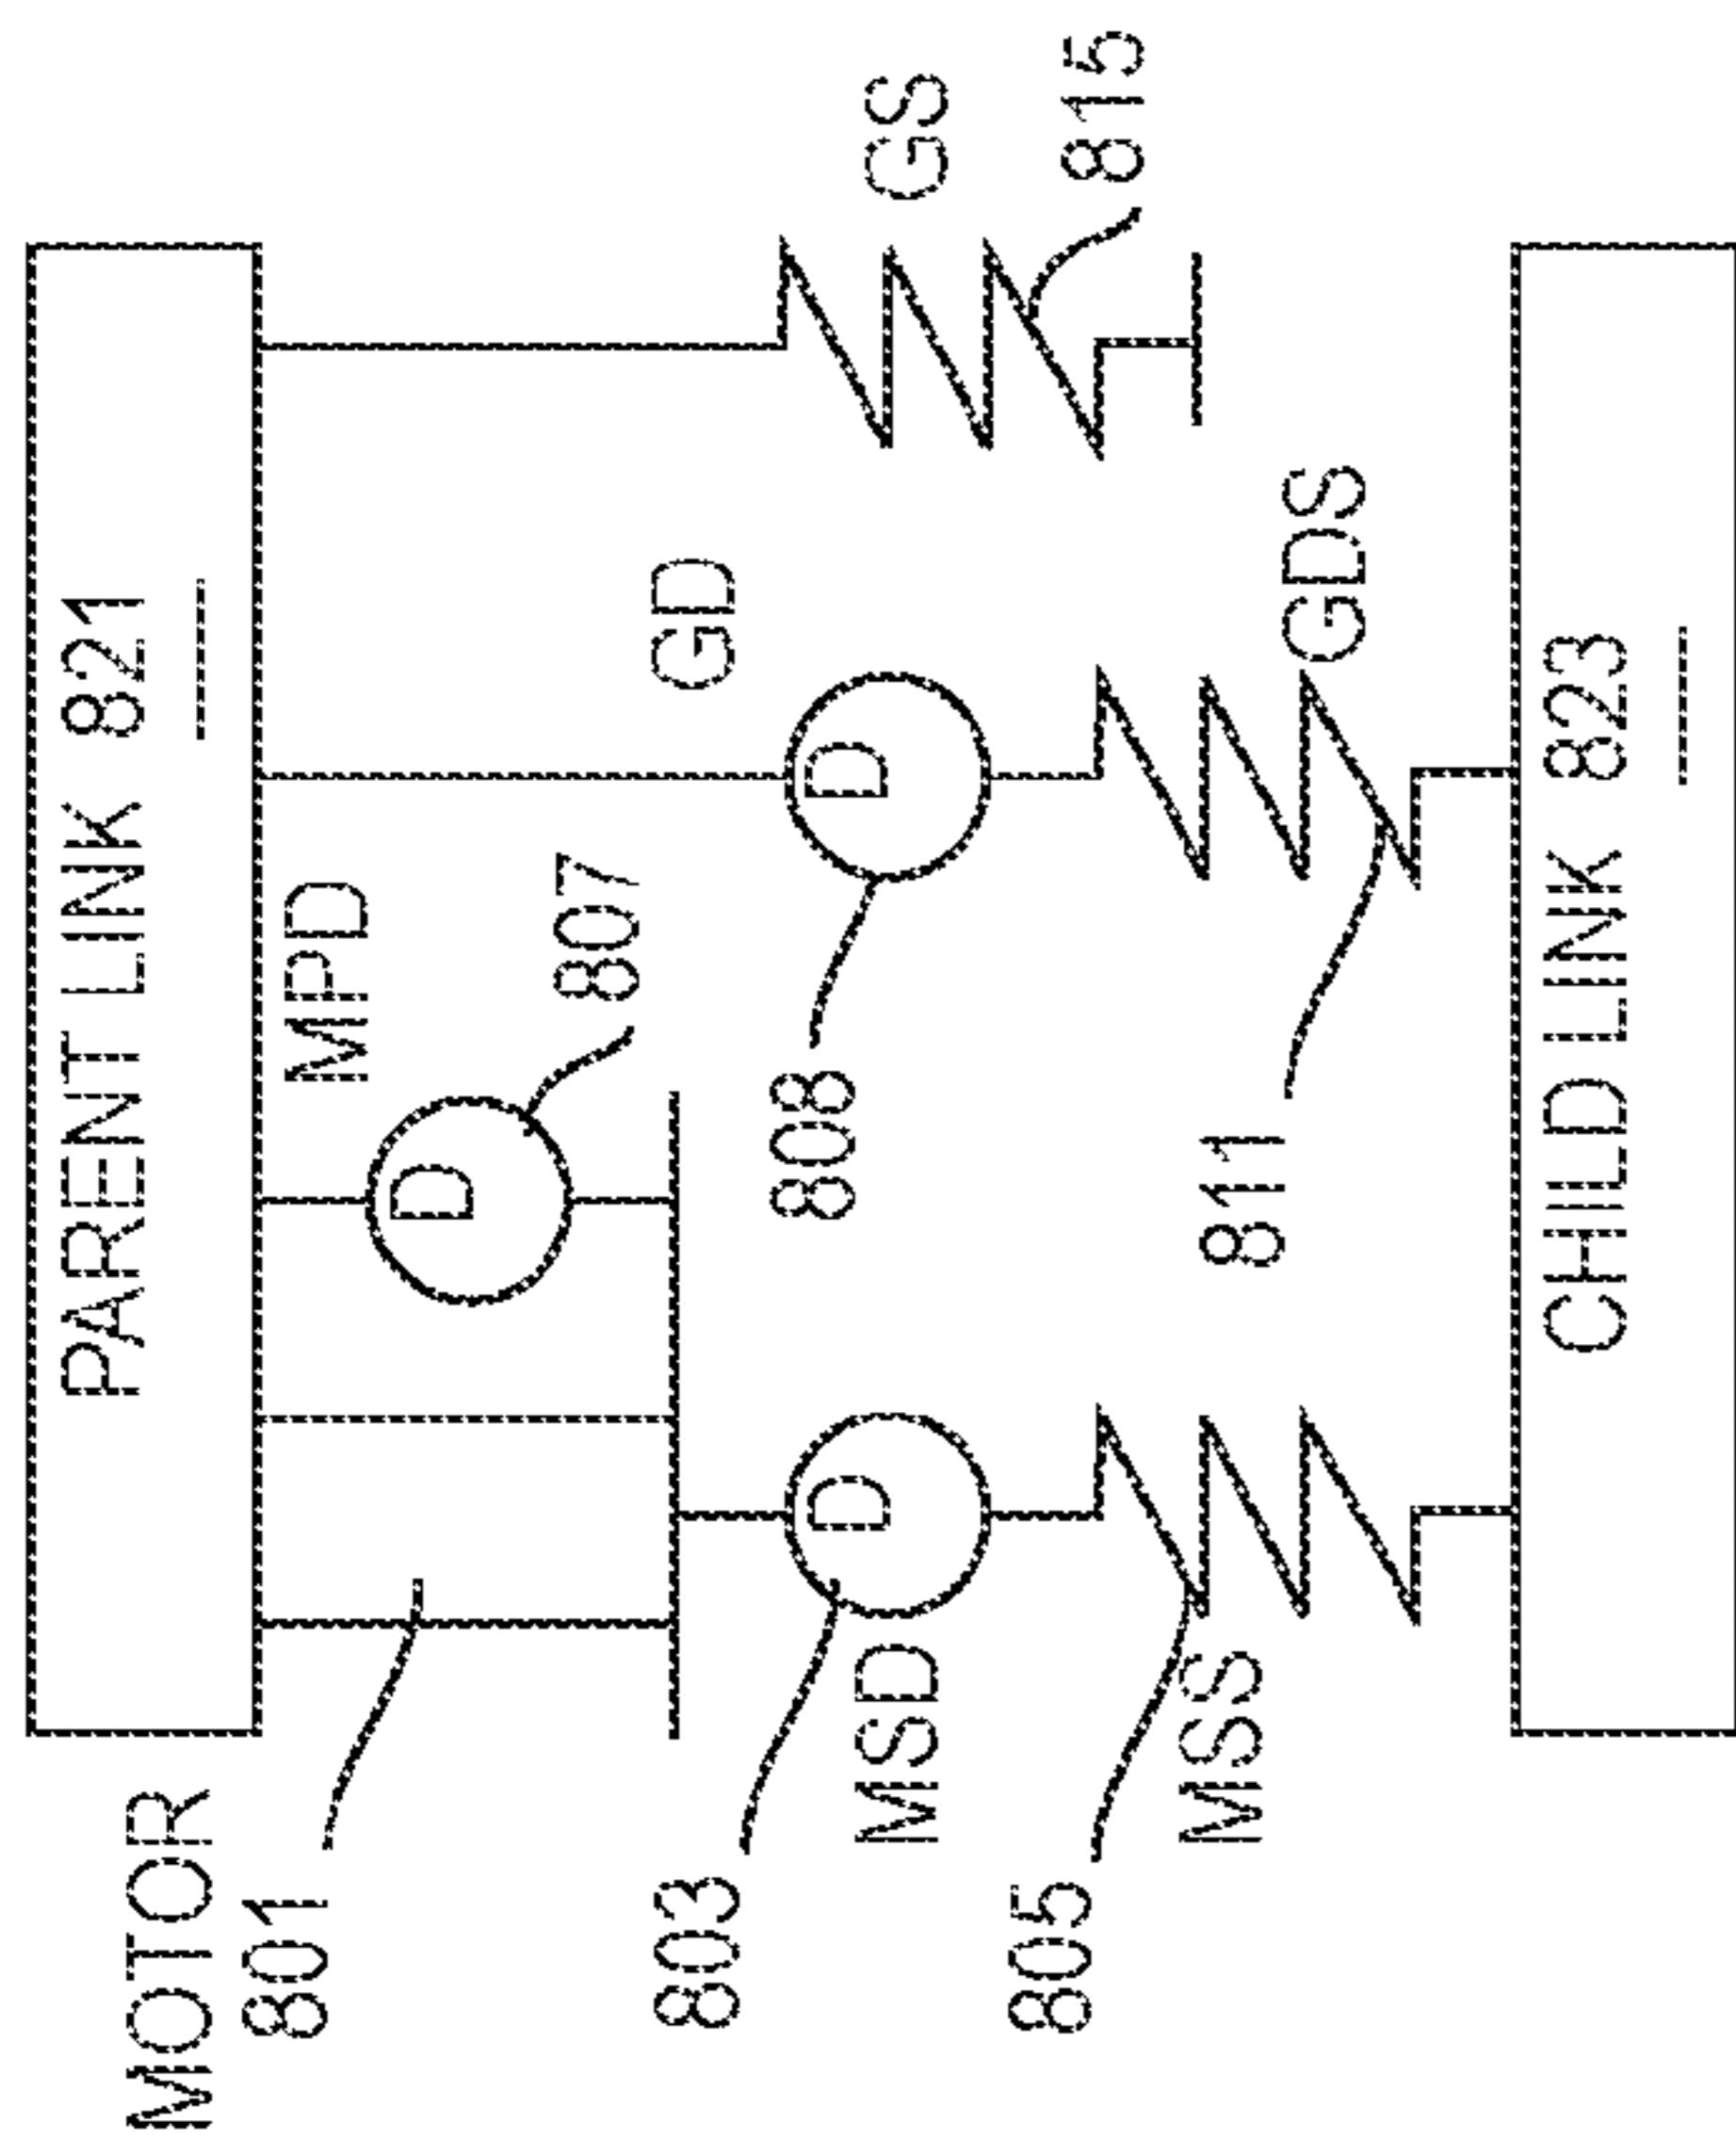 PARENT LINK 821
MOTOR
801
MPD
807
D
GD
D
808
GS
815
803
D
MSD
805
MSS
811
GDS
CHILD LINK 823